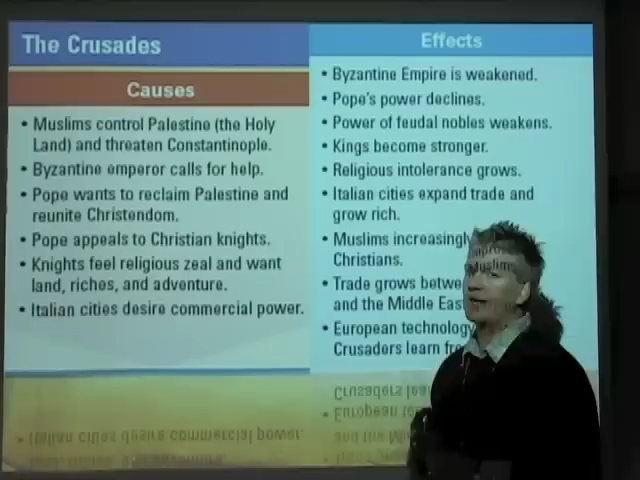 The Crusades
Causes
• Muslims control Palestine (the Holy
Land) and threaten Constantinople.
• Byzantine emperor calls for help.
• Pope wants to reclaim Palestine and
reunite Christendom.
• Pope appeals to Christian knights.
• Knights feel religious zeal and want
land, riches, and adventure.
• Italian cities desire commercial power.
Effects
• Byzantine Empire is weakened.
• Pope's power declines.
• Power of feudal nobles weakens.
• Kings become stronger.
• Religious intolerance grows.
• Italian cities expand trade and
grow rich.
• Muslims increasingly
Christians.
• Trade grows
and the Middle East
• European technology
Crusaders learn
Muslims